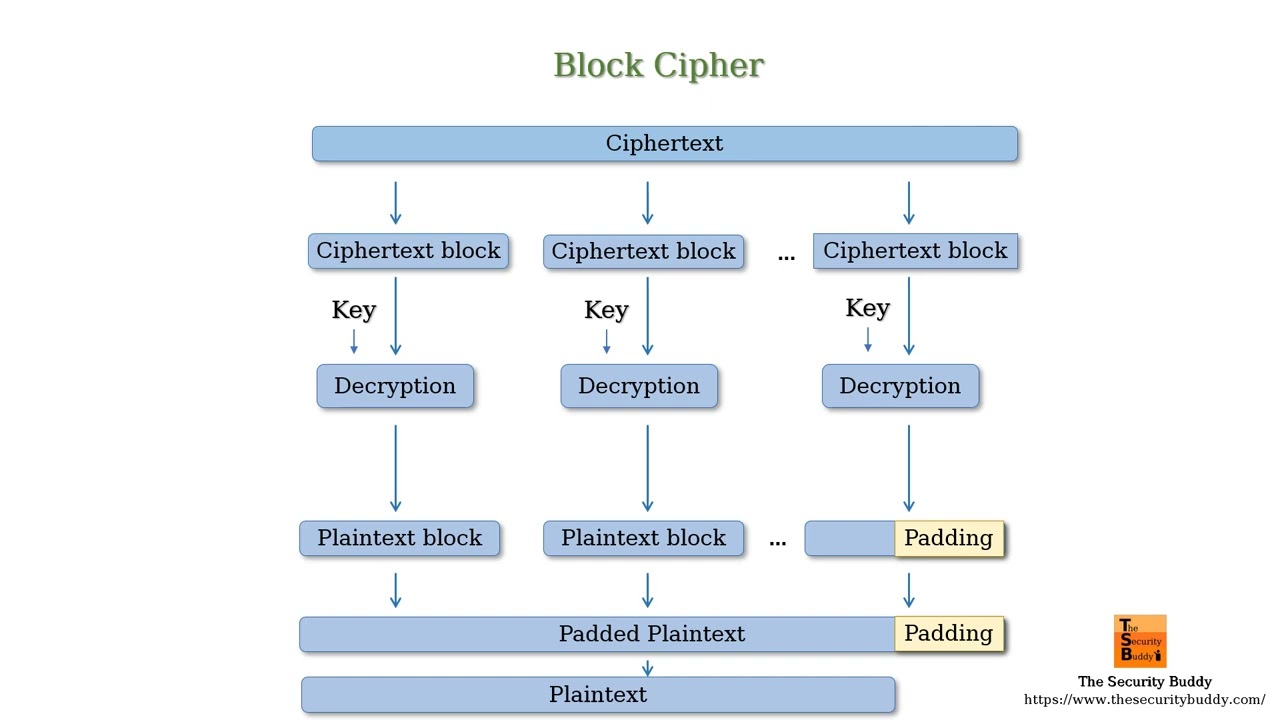 Block Cipher
Ciphertext
Ciphertext block Ciphertext block ... Ciphertext block
Key Key Key
Decryption Decryption Decryption
Plaintext block Plaintext block ... Padding
Padded Plaintext Padding
Plaintext
The
Security
Buddy
The Security Buddy
https://www.thesecuritybuddy.com/